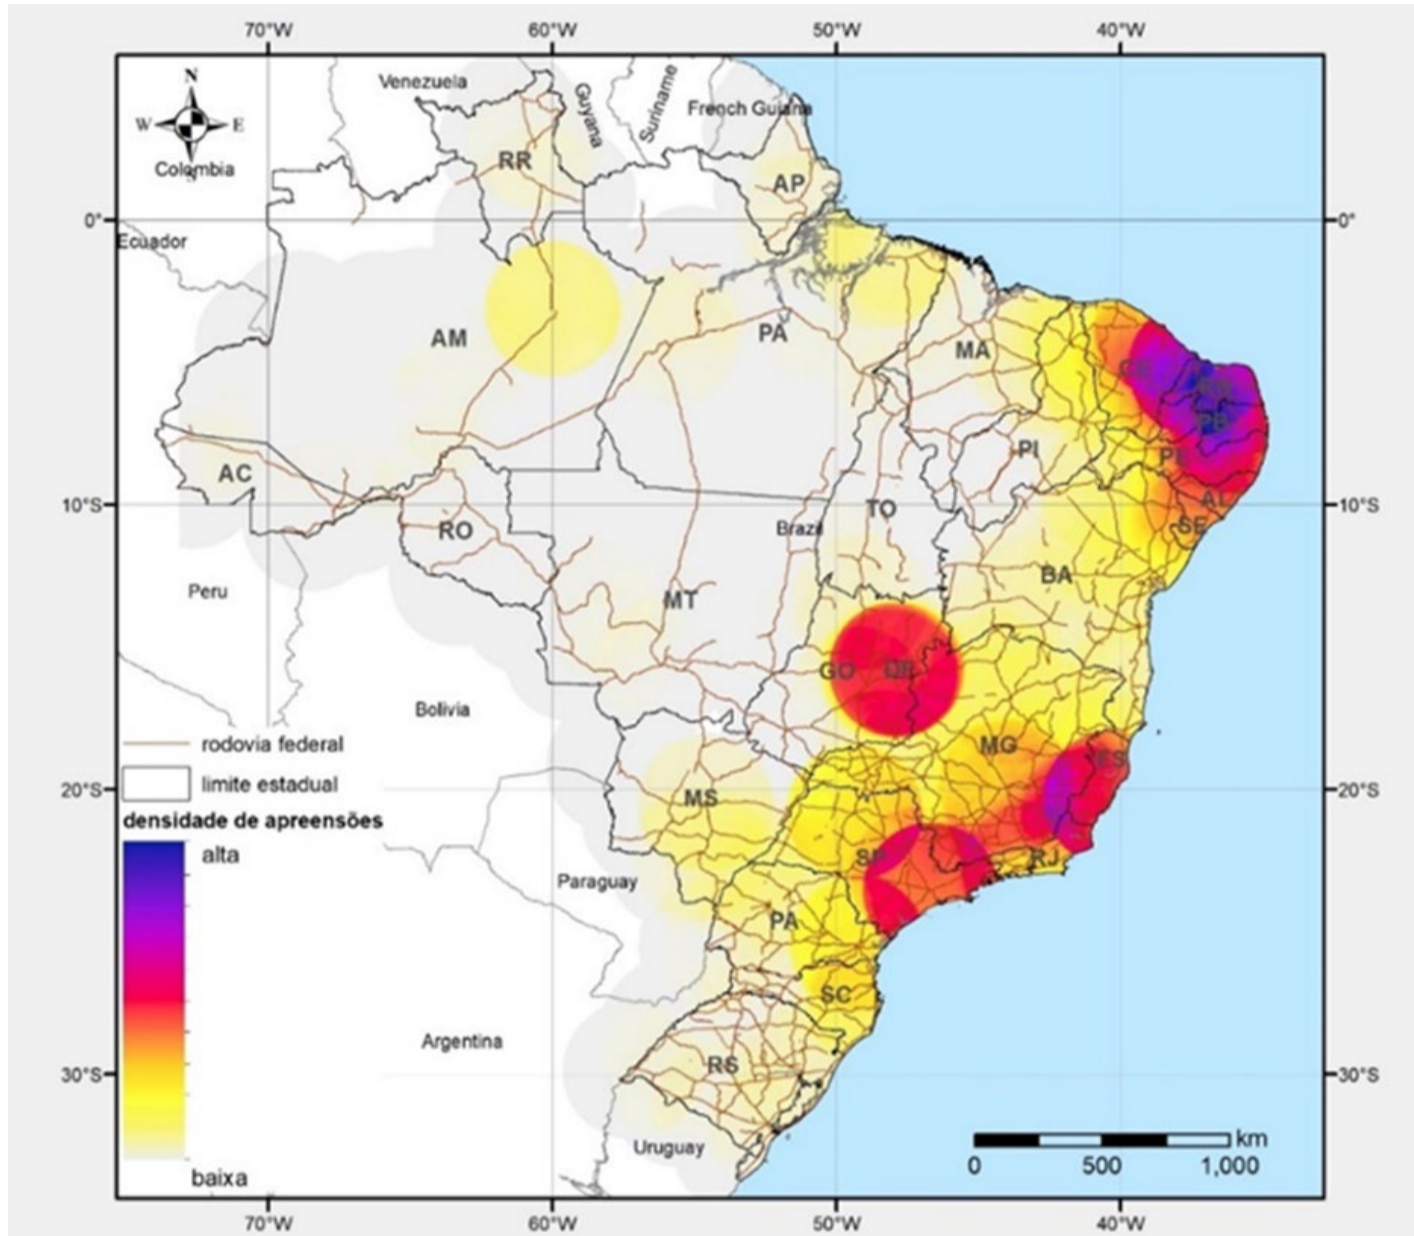 70°W 60°W 50°W 40°W
N
W E
S
Venezuela
Guyana
Suriname
French Guiana
Colombia
RR
AP
0° 0°
Ecuador
AM
PA
MA
CE
RN
PB
PI
PE
AC
AL
10°S 10°S
TO
SE
RO
Brazil
BA
Peru
MT
GO DF
Bolivia
rodovia federal
MG
ES
limite estadual
20°S 20°S
MS
densidade de apreensões
alta
SP
RJ
Paraguay
PA
SC
Argentina
RS
30°S 30°S
Uruguay
km
0 500 1,000
baixa
70°W 60°W 50°W 40°W